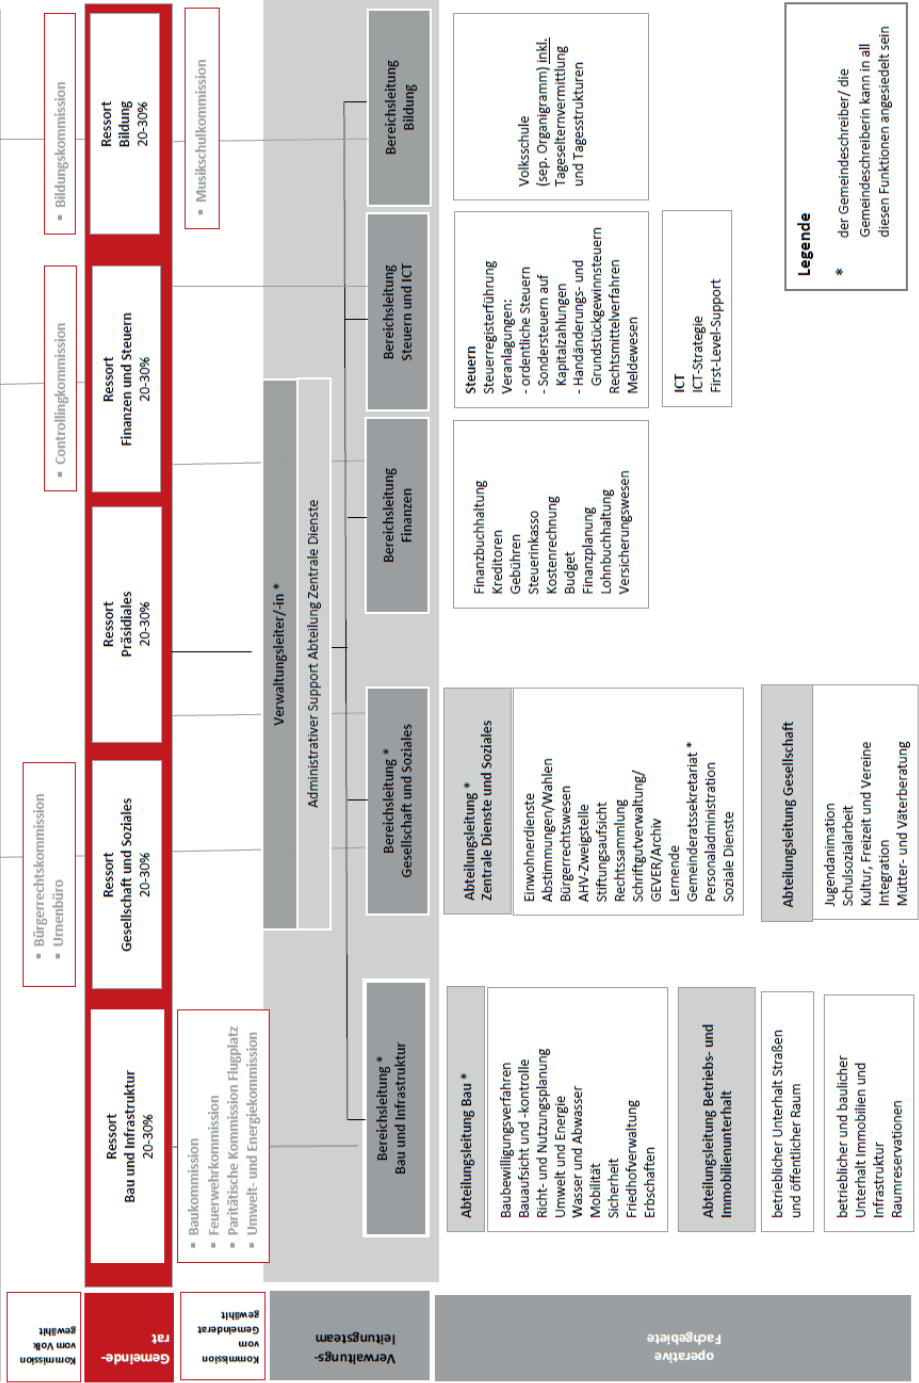 Kommission
vom Volk
gewählt
▪ Bürgerrechtskommission
▪ Urnenbüro
▪ Controllingkommission
▪ Bildungskommission
Gemeinde-
rat
Ressort
Bau und Infrastruktur
20-30%
Ressort
Gesellschaft und Soziales
20-30%
Ressort
Präsidiales
20-30%
Ressort
Finanzen und Steuern
20-30%
Ressort
Bildung
20-30%
Kommission
vom
Gemeinderat
gewählt
▪ Baukommission
▪ Feuerwehrkommission
▪ Paritätische Kommission Flugplatz
▪ Umwelt- und Energiekommission
▪ Musikschulkommission
Verwaltungs-
leitungsteam
Verwaltungsleiter/-in *
Administrativer Support Abteilung Zentrale Dienste
Bereichsleitung *
Bau und Infrastruktur
Bereichsleitung *
Gesellschaft und Soziales
Bereichsleitung
Finanzen
Bereichsleitung
Steuern und ICT
Bereichsleitung
Bildung
operative
Fachgebiete
Abteilungsleitung Bau *
Baubewilligungsverfahren
Bauaufsicht und -kontrolle
Richt- und Nutzungsplanung
Umwelt und Energie
Wasser und Abwasser
Mobilität
Sicherheit
Friedhofverwaltung
Erbschaften
Abteilungsleitung Betriebs- und
Immobilienunterhalt
betrieblicher Unterhalt Straßen
und öffentlicher Raum
betrieblicher und baulicher
Unterhalt Immobilien und
Infrastruktur
Raumreservationen
Abteilungsleitung *
Zentrale Dienste und Soziales
Einwohnerdienste
Abstimmungen/Wahlen
Bürgerrechtswesen
AHV-Zweigstelle
Stiftungsaufsicht
Rechtssammlung
Schriftgutverwaltung/
GEVER/Archiv
Lernende
Gemeinderatssekretariat *
Personaladministration
Soziale Dienste
Abteilungsleitung Gesellschaft
Jugendanimation
Schulsozialarbeit
Kultur, Freizeit und Vereine
Integration
Mütter- und Väterberatung
Finanzbuchhaltung
Kreditoren
Gebühren
Steuerinkasso
Kostenrechnung
Budget
Finanzplanung
Lohnbuchhaltung
Versicherungswesen
Steuern
Steuerregisterführung
Veranlagungen:
- ordentliche Steuern
- Sondersteuern auf
Kapitalzahlungen
- Handänderungs- und
Grundstückgewinnsteuern
Rechtsmittelverfahren
Meldewesen
ICT
ICT-Strategie
First-Level-Support
Volksschule
(sep. Organigramm) inkl.
Tageselternvermittlung
und Tagesstrukturen
Legende
* der Gemeindeschreiber/ die
Gemeindeschreiberin kann in all
diesen Funktionen angesiedelt sein